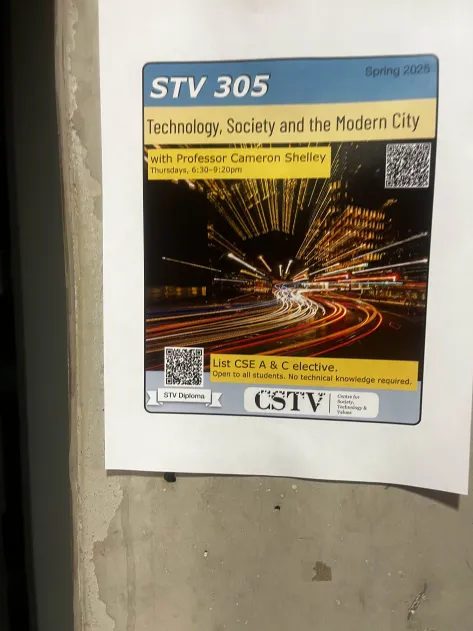 Spring 2025
STV 305
Technology, Society and the Modern City
with Professor Cameron Shelley
Thursdays, 6:30–9:20pm
List CSE A & C elective.
Open to all students. No technical knowledge required.
STV Diploma
CSTV
Centre for
Society,
Technology &
Values